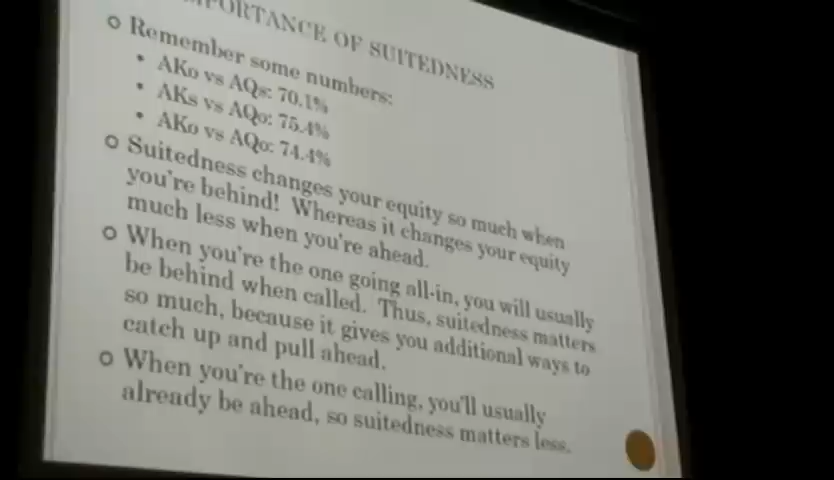 IMPORTANCE OF SUITEDNESS
Remember some numbers:
AKo vs AQs: 70.1%
AKs vs AQo: 75.4%
AKo vs AQo: 74.4%
Suitedness changes your equity so much when
you're behind! Whereas it changes your equity
much less when you're ahead.
When you're the one going all-in, you will usually
be behind when called. Thus, suitedness matters
so much, because it gives you additional ways to
catch up and pull ahead.
When you're the one calling, you'll usually
already be ahead, so suitedness matters less.